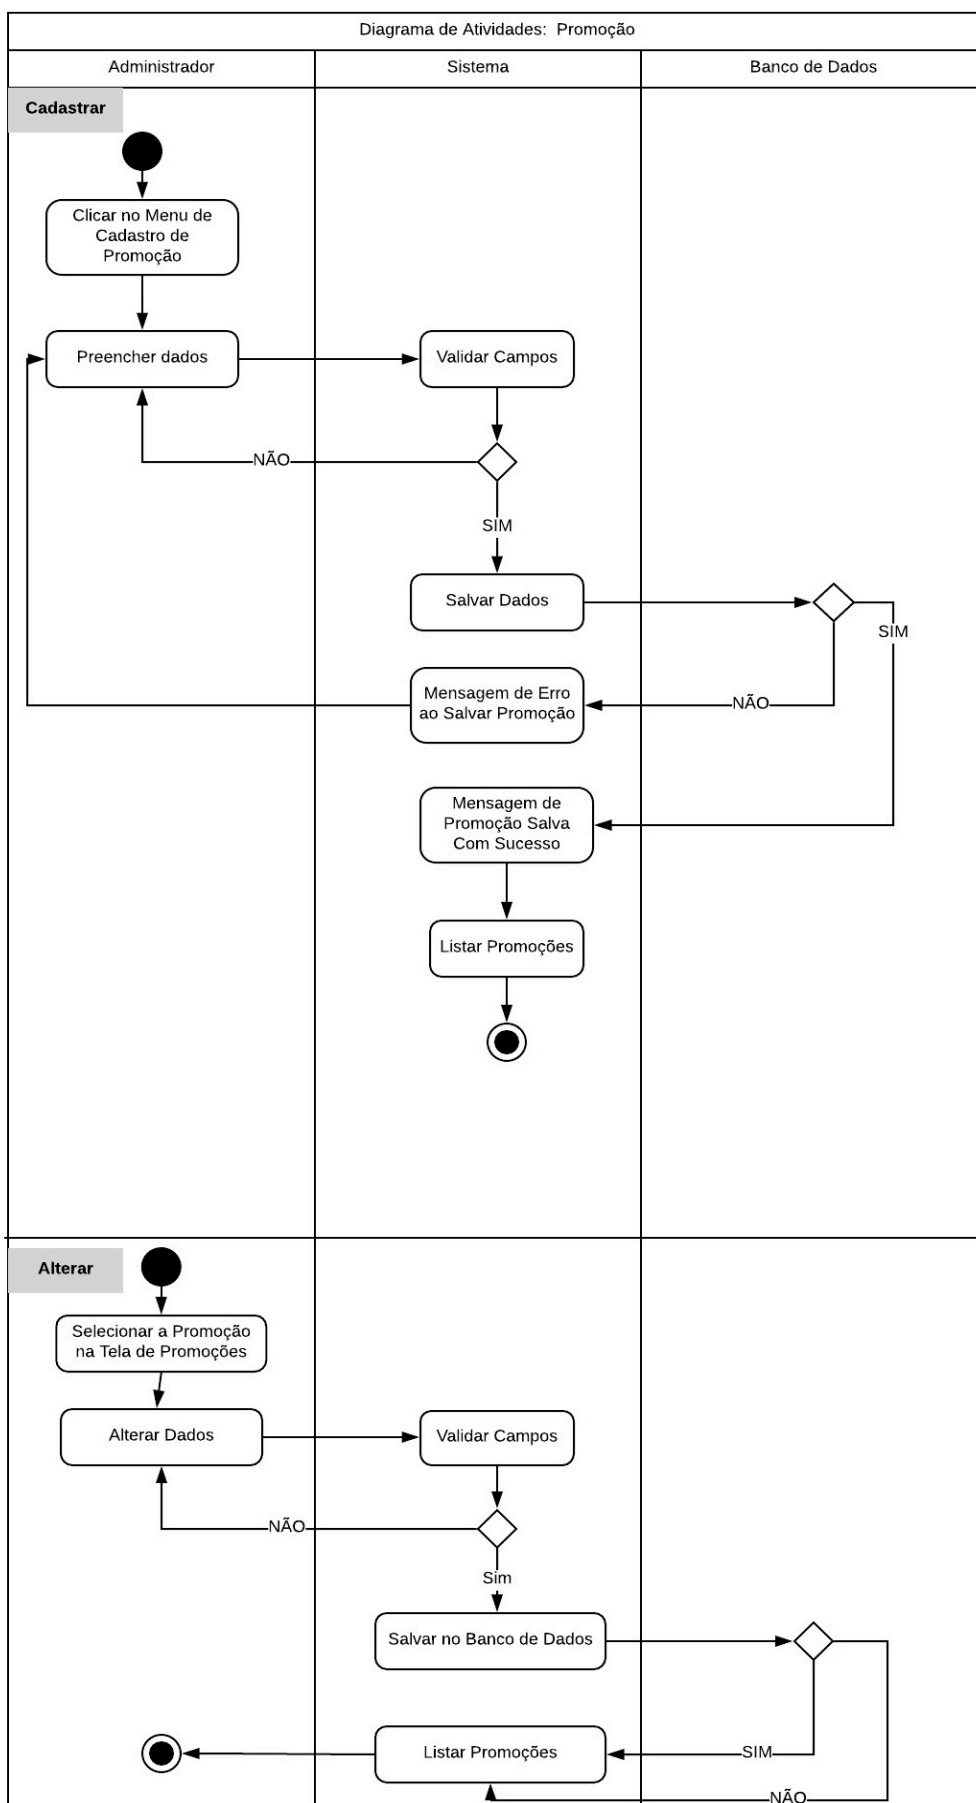 Diagrama de Atividades:  Promoção
Administrador
Sistema
Banco de Dados
Cadastrar
Clicar no Menu de
Cadastro de
Promoção
Preencher dados
Validar Campos
NÃO
SIM
Salvar Dados
SIM
Mensagem de Erro
ao Salvar Promoção
NÃO
Mensagem de
Promoção Salva
Com Sucesso
Listar Promoções
Alterar
Selecionar a Promoção
na Tela de Promoções
Alterar Dados
Validar Campos
NÃO
Sim
Salvar no Banco de Dados
Listar Promoções
SIM
NÃO